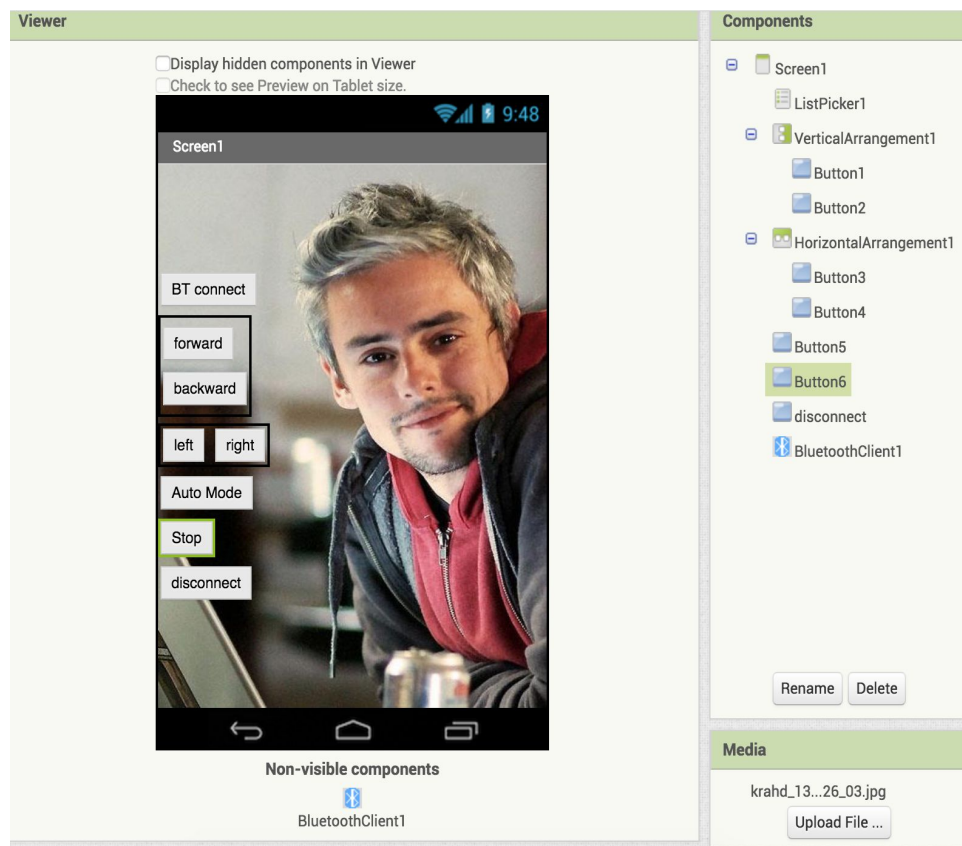 Viewer
Display hidden components in Viewer
Check to see Preview on Tablet size.
9:48
Screen1
BT connect
forward
backward
left right
Auto Mode
Stop
disconnect
Non-visible components
BluetoothClient1
Components
Screen1
ListPicker1
VerticalArrangement1
Button1
Button2
HorizontalArrangement1
Button3
Button4
Button5
Button6
disconnect
BluetoothClient1
Rename Delete
Media
krahd_13...26_03.jpg
Upload File ...